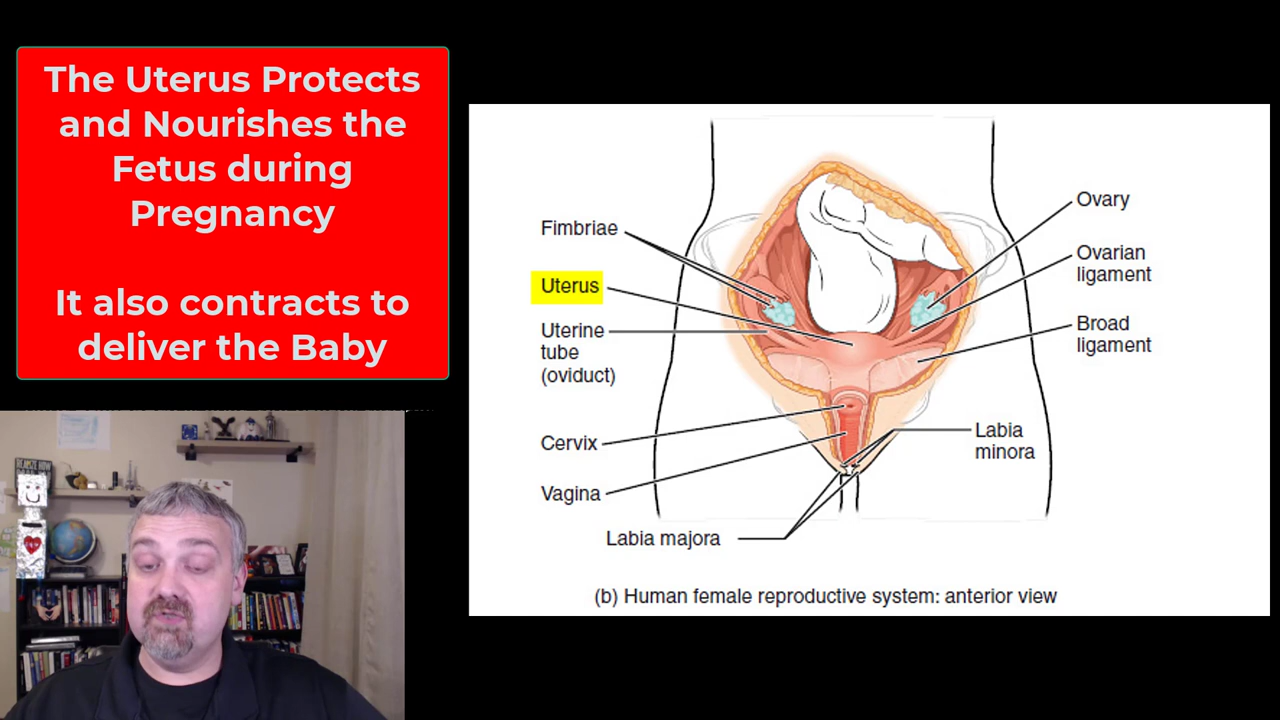 The Uterus Protects
and Nourishes the
Fetus during
Pregnancy
It also contracts to
deliver the Baby
Fimbriae
Uterus
Uterine
tube
(oviduct)
Cervix
Vagina
Labia majora
Ovary
Ovarian
ligament
Broad
ligament
Labia
minora
(b) Human female reproductive system: anterior view